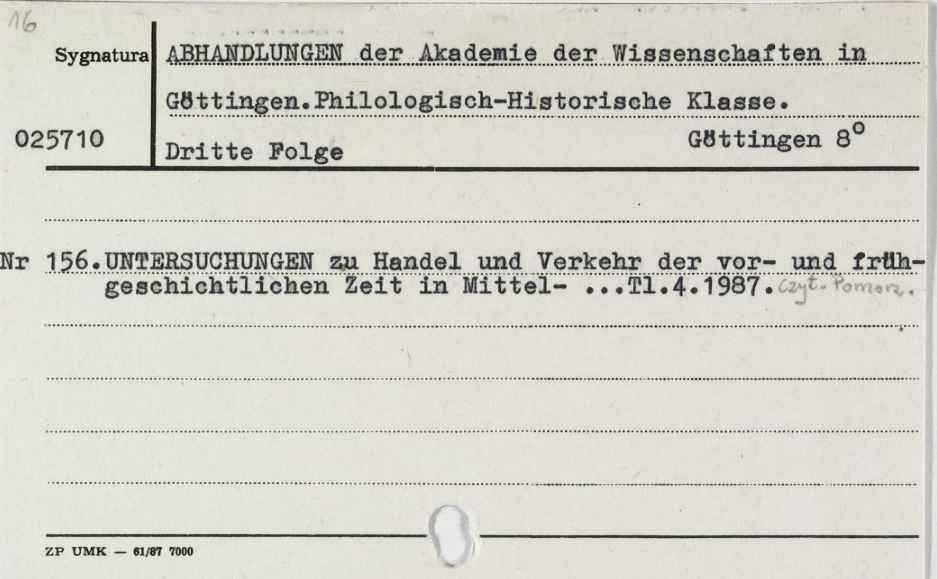 16
Sygnatura ABHANDLUNGEN der Akademie der Wissenschaften in
Göttingen.Philologisch-Historische Klasse.
025710 Göttingen 8°
Dritte Folge
Nr 156.UNTERSUCHUNGEN zu Handel und Verkehr der vor- und früh-
geschichtlichen Zeit in Mittel- ...Tl.4.1987. Czyt. Pomorz.
ZP UMK — 61/87 7000